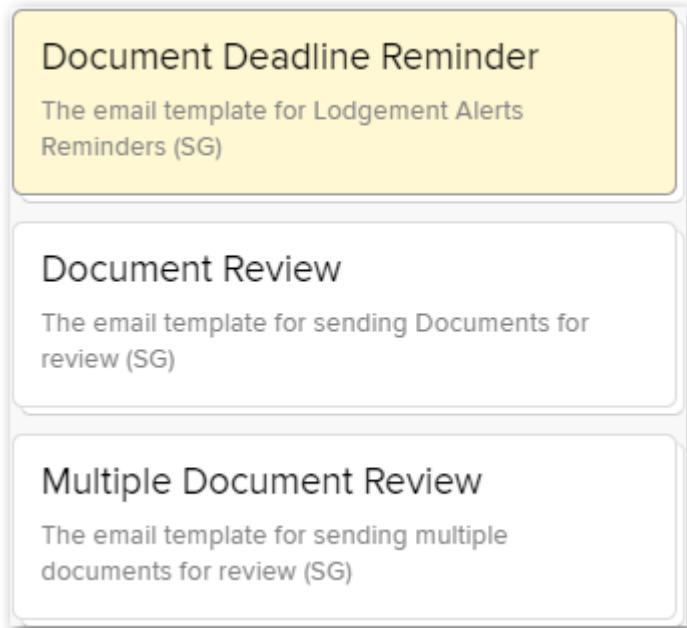 Document Deadline Reminder
The email template for Lodgement Alerts
Reminders (SG)
Document Review
The email template for sending Documents for
review (SG)
Multiple Document Review
The email template for sending multiple
documents for review (SG)